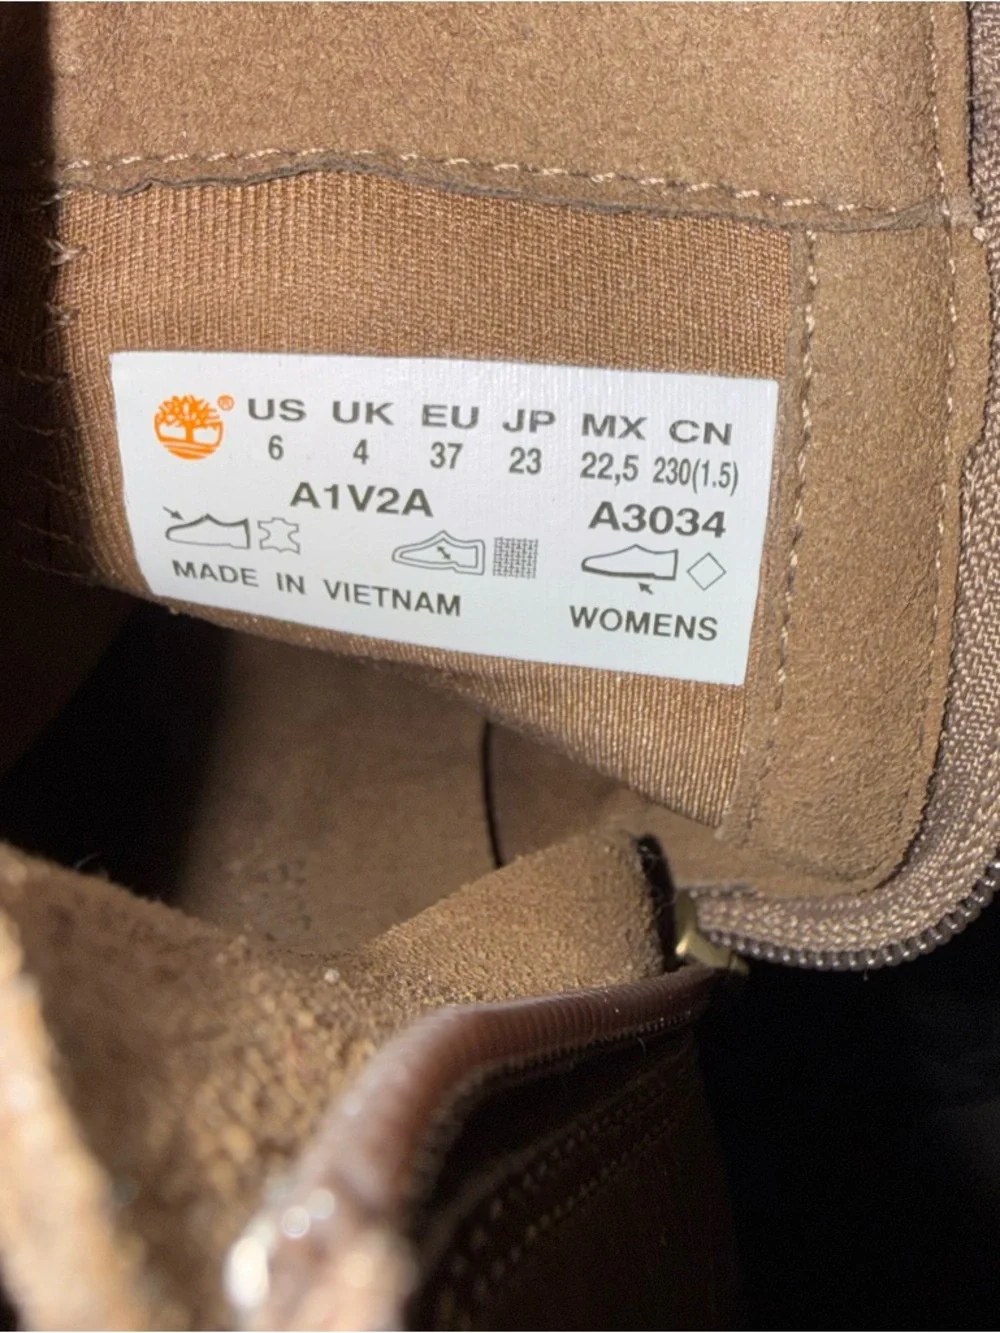 ® US UK EU JP MX CN
6 4 37 23 22,5 230(1.5)
A1V2A A3034
MADE IN VIETNAM WOMENS